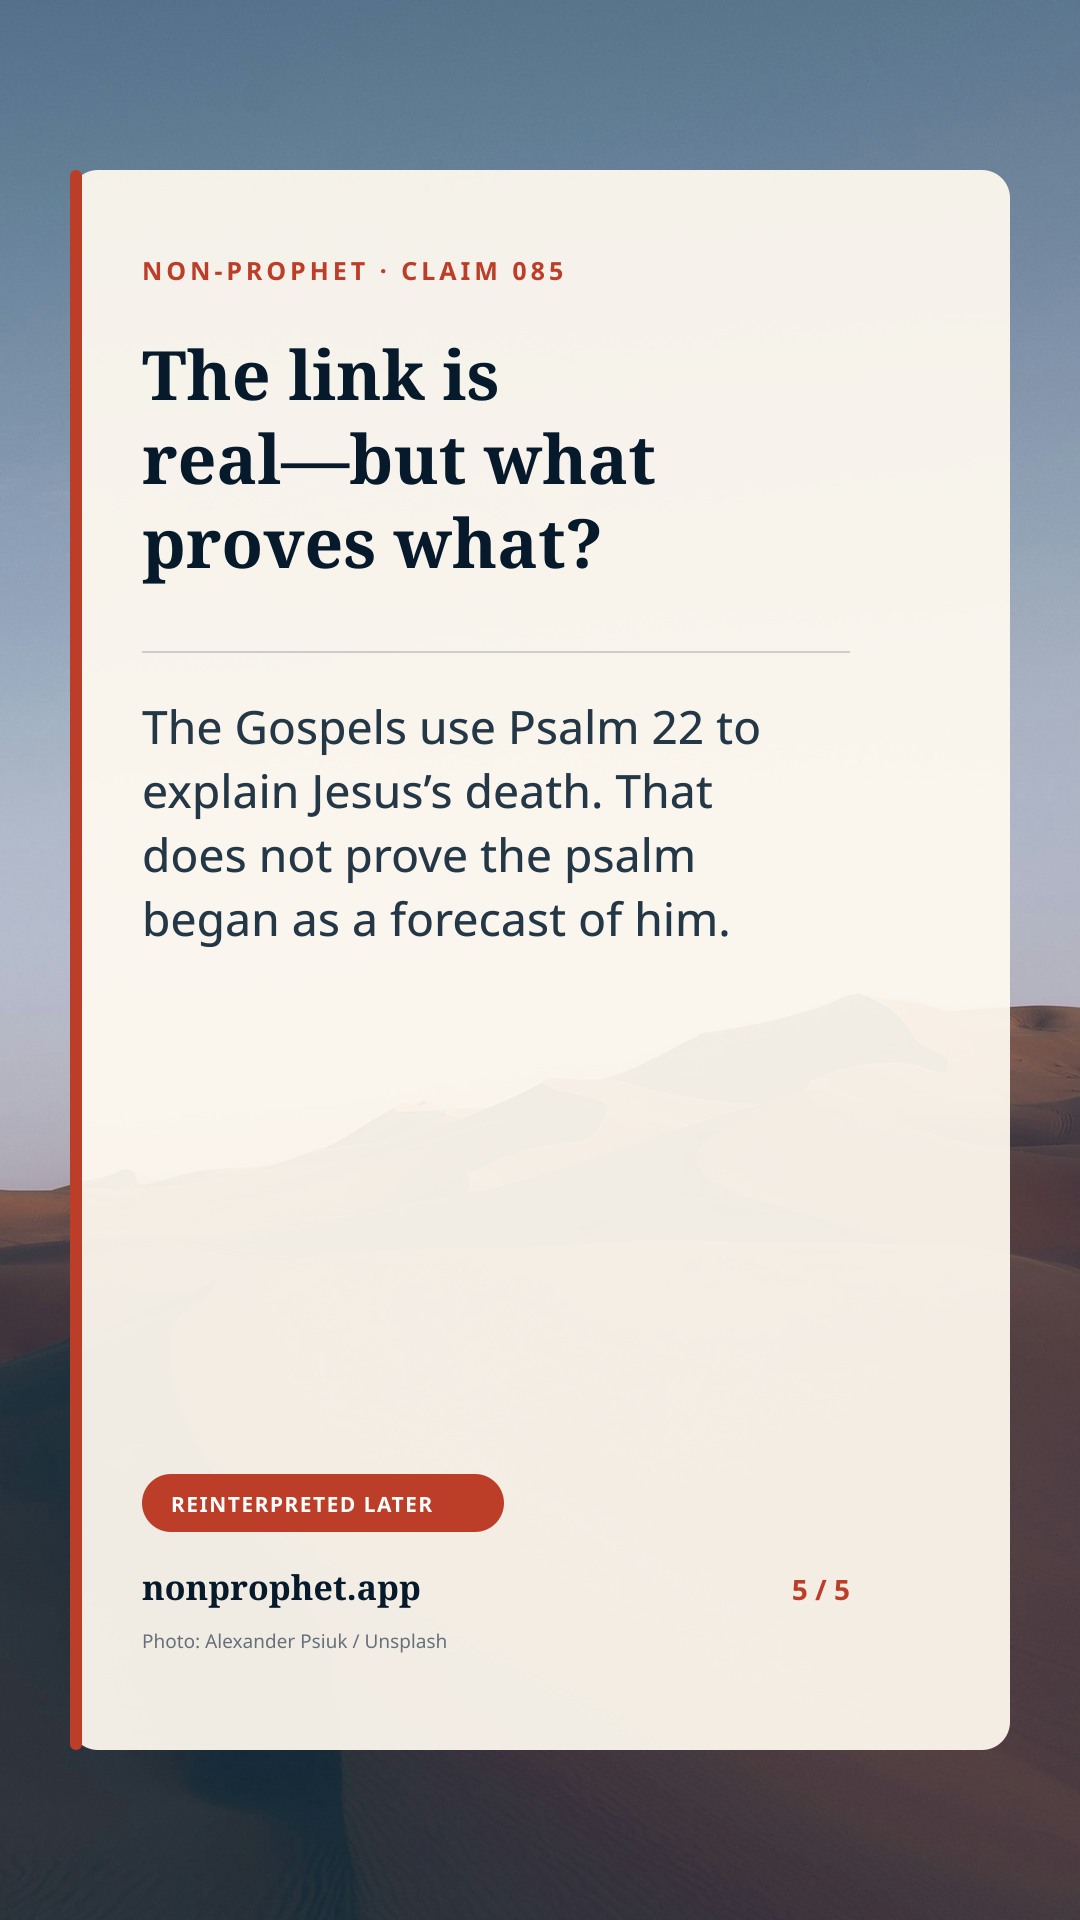 NON-PROPHET · CLAIM 085
The link is
real—but what
proves what?
The Gospels use Psalm 22 to
explain Jesus’s death. That
does not prove the psalm
began as a forecast of him.
REINTERPRETED LATER
nonprophet.app
5 / 5
Photo: Alexander Psiuk / Unsplash